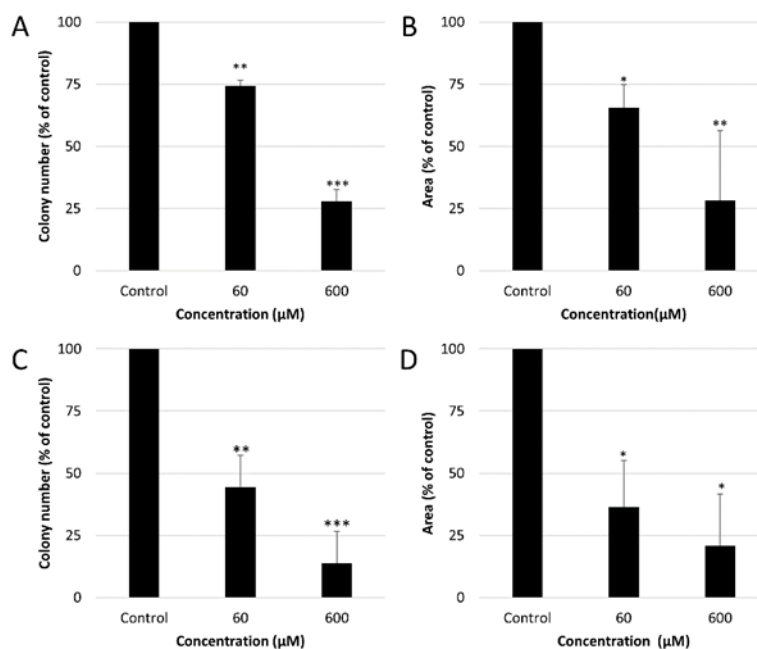 A
Colony number (% of control)
100
75
50
25
0
**
***
Control 60 600
Concentration (µM)
B
Area (% of control)
100
75
50
25
0
*
**
Control 60 600
Concentration(µM)
C
Colony number (% of control)
100
75
50
25
0
**
***
Control 60 600
Concentration (µM)
D
Area (% of control)
100
75
50
25
0
*
*
Control 60 600
Concentration (µM)